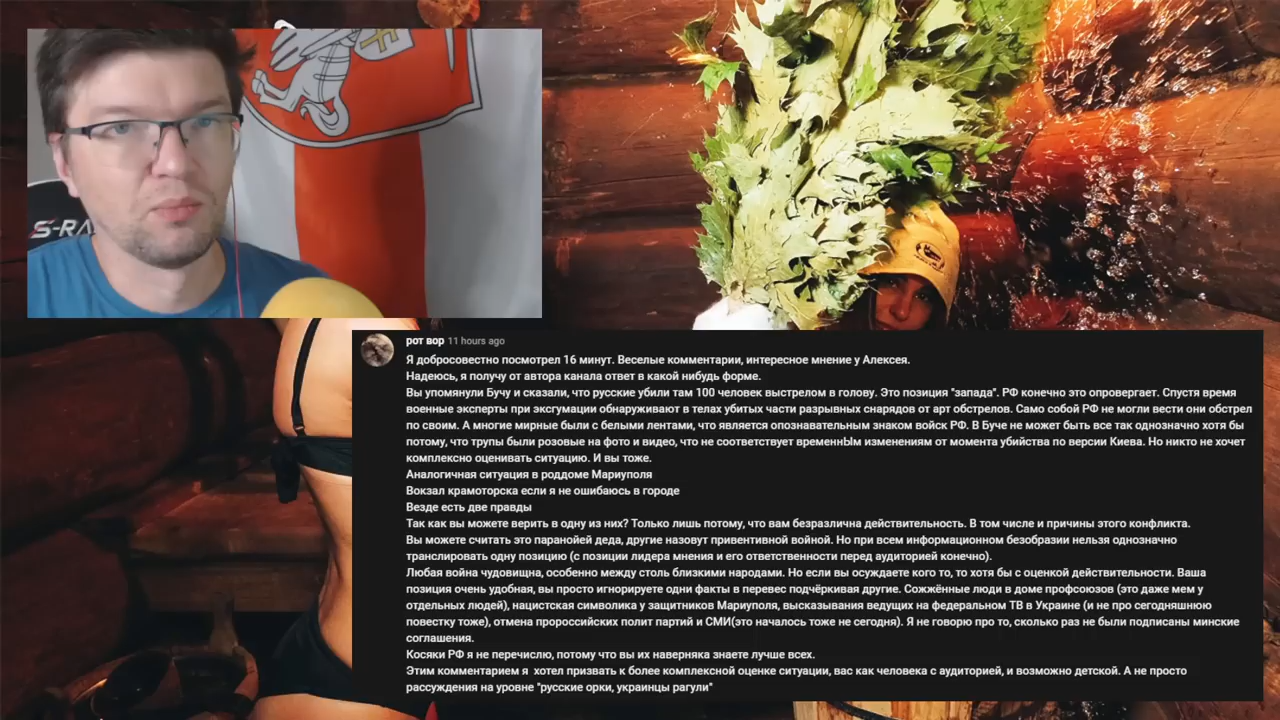 S-RA
рот вор 11 hours ago
Я добросовестно посмотрел 16 минут. Веселые комментарии, интересное мнение у Алексея.
Надеюсь, я получу от автора канала ответ в какой нибудь форме.
Вы упомянули Бучу и сказали, что русские убили там 100 человек выстрелом в голову. Это позиция "запада". РФ конечно это опровергает. Спустя время
военные эксперты при эксгумации обнаруживают в телах убитых части разрывных снарядов от арт обстрелов. Само собой РФ не могли вести они обстрел
по своим. А многие мирные были с белыми лентами, что является опознавательным знаком войск РФ. В Буче не может быть все так однозначно хотя бы
потому, что трупы были розовые на фото и видео, что не соответствует временнЫм изменениям от момента убийства по версии Киева. Но никто не хочет
комплексно оценивать ситуацию. И вы тоже.
Аналогичная ситуация в роддоме Мариуполя
Вокзал крамоторска если я не ошибаюсь в городе
Везде есть две правды
Так как вы можете верить в одну из них? Только лишь потому, что вам безразлична действительность. В том числе и причины этого конфликта.
Вы можете считать это паранойей деда, другие назовут привентивной войной. Но при всем информационном безобразии нельзя однозначно
транслировать одну позицию (с позиции лидера мнения и его ответственности перед аудиторией конечно).
Любая война чудовищна, особенно между столь близкими народами. Но если вы осуждаете кого то, то хотя бы с оценкой действительности. Ваша
позиция очень удобная, вы просто игнорируете одни факты в перевес подчёркивая другие. Сожжённые люди в доме профсоюзов (это даже мем у
отдельных людей), нацистская символика у защитников Мариуполя, высказывания ведущих на федеральном ТВ в Украине (и не про сегодняшнюю
повестку тоже), отмена пророссийских полит партий и СМИ(это началось тоже не сегодня). Я не говорю про то, сколько раз не были подписаны минские
соглашения.
Косяки РФ я не перечислю, потому что вы их наверняка знаете лучше всех.
Этим комментарием я хотел призвать к более комплексной оценке ситуации, вас как человека с аудиторией, и возможно детской. А не просто
рассуждения на уровне "русские орки, украинцы рагули"